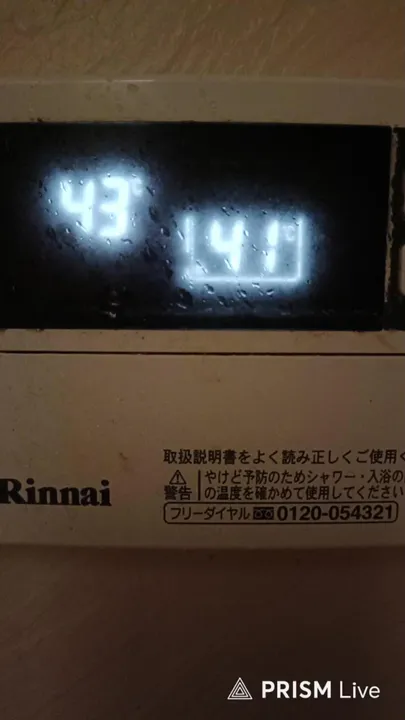 43℃
41℃
取扱説明書をよく読み正しくご使用く
警告
やけど予防のためシャワー・入浴の
の温度を確かめて使用してください
Rinnai
フリーダイヤル 0120-054321
PRISM Live